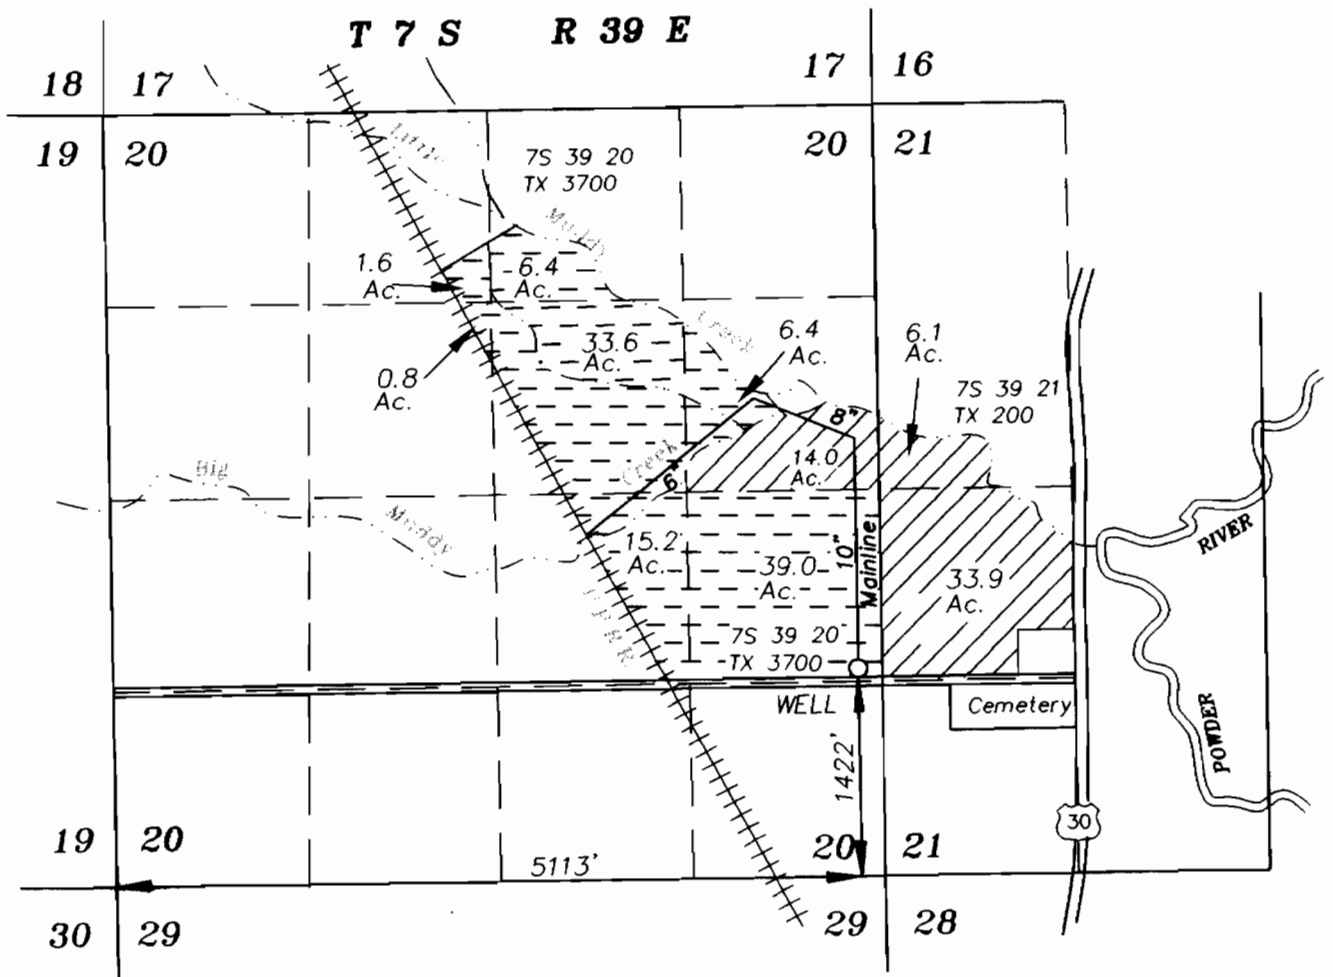 T 7 S R 39 E
18 17 17 16
19 20 20 21
Little
7S 39 20
TX 3700
Muddy
1.6
Ac.
6.4
Ac.
Creek
6.4
Ac.
6.1
Ac.
33.6
Ac.
0.8
Ac.
7S 39 21
TX 200
8"
Creek
6"
14.0
Ac.
Big
Muddy
15.2
Ac.
39.0
Ac.
10"
Mainline
33.9
Ac.
RIVER
U P R R
7S 39 20
TX 3700
WELL
Cemetery
POWDER
1422'
30
19 20 20 21
5113'
30 29 29 28